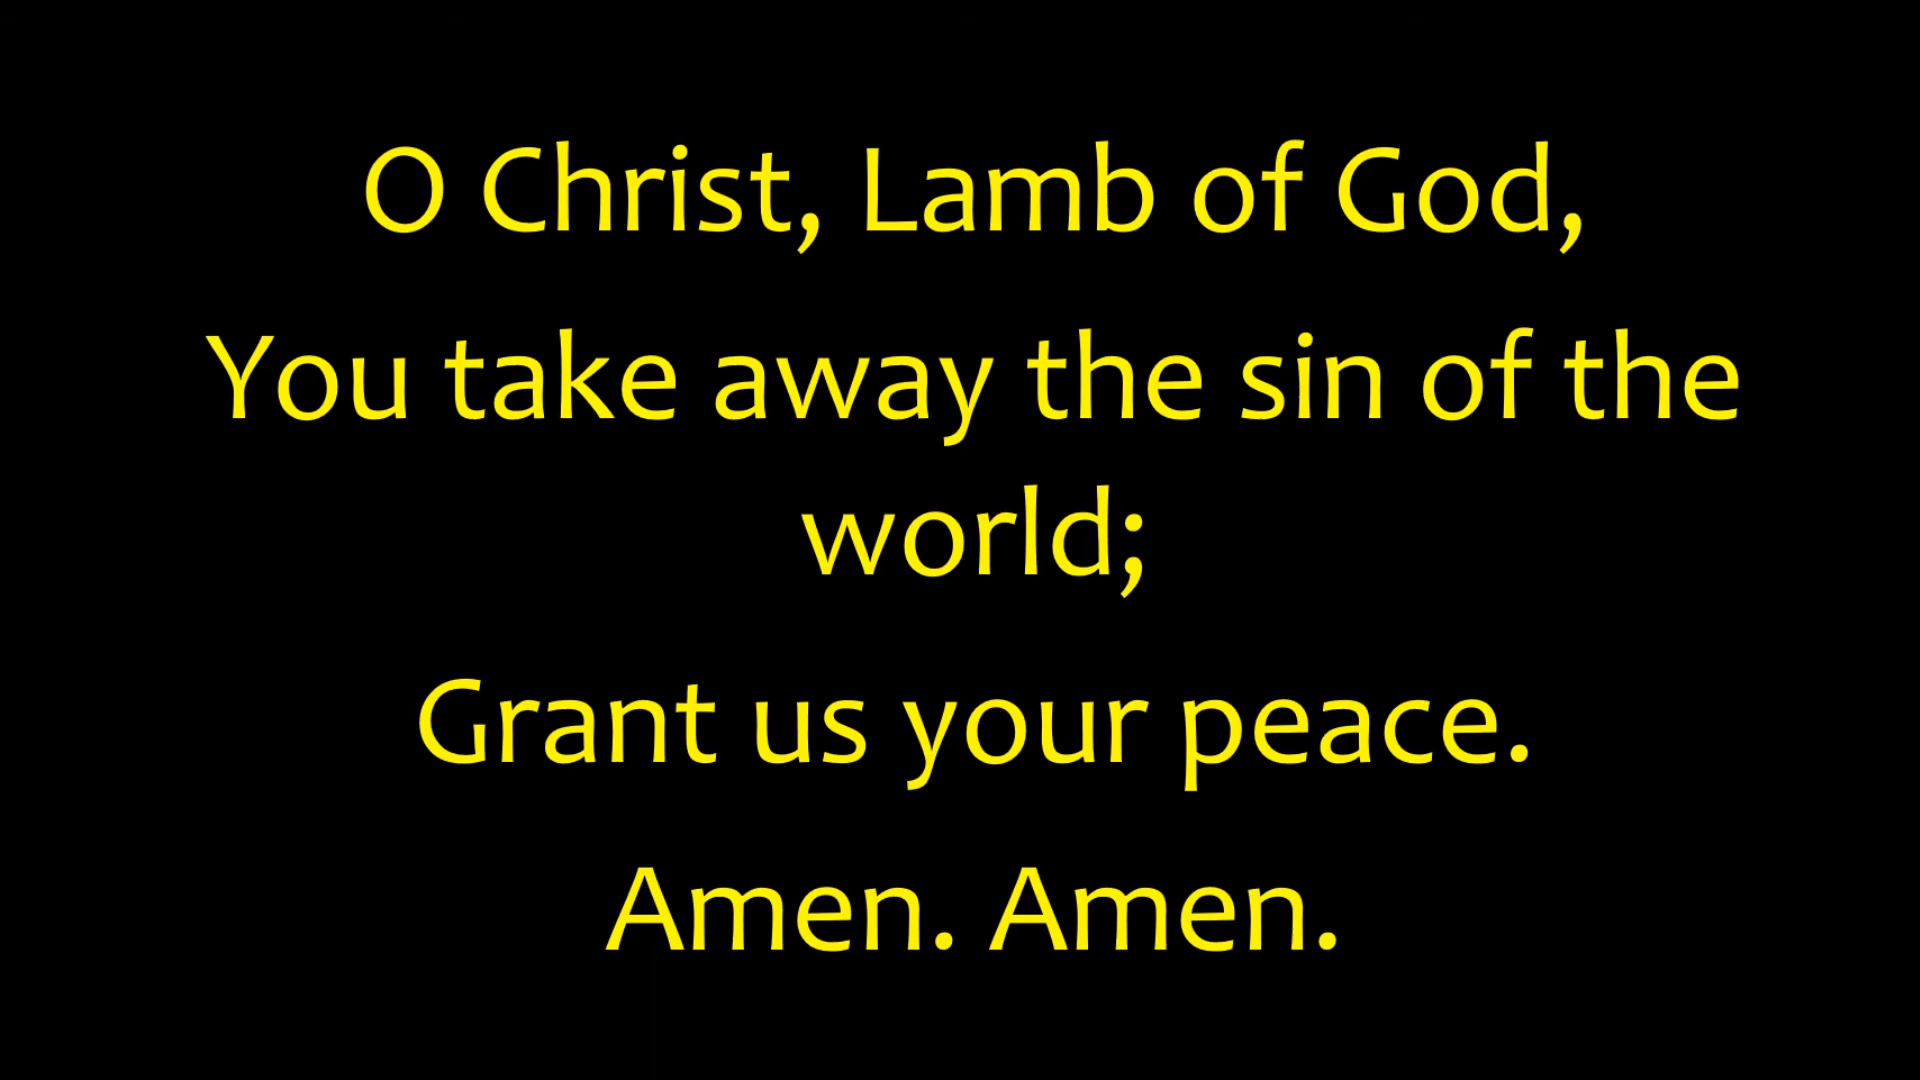 O Christ, Lamb of God,
You take away the sin of the
world;
Grant us your peace.
Amen. Amen.